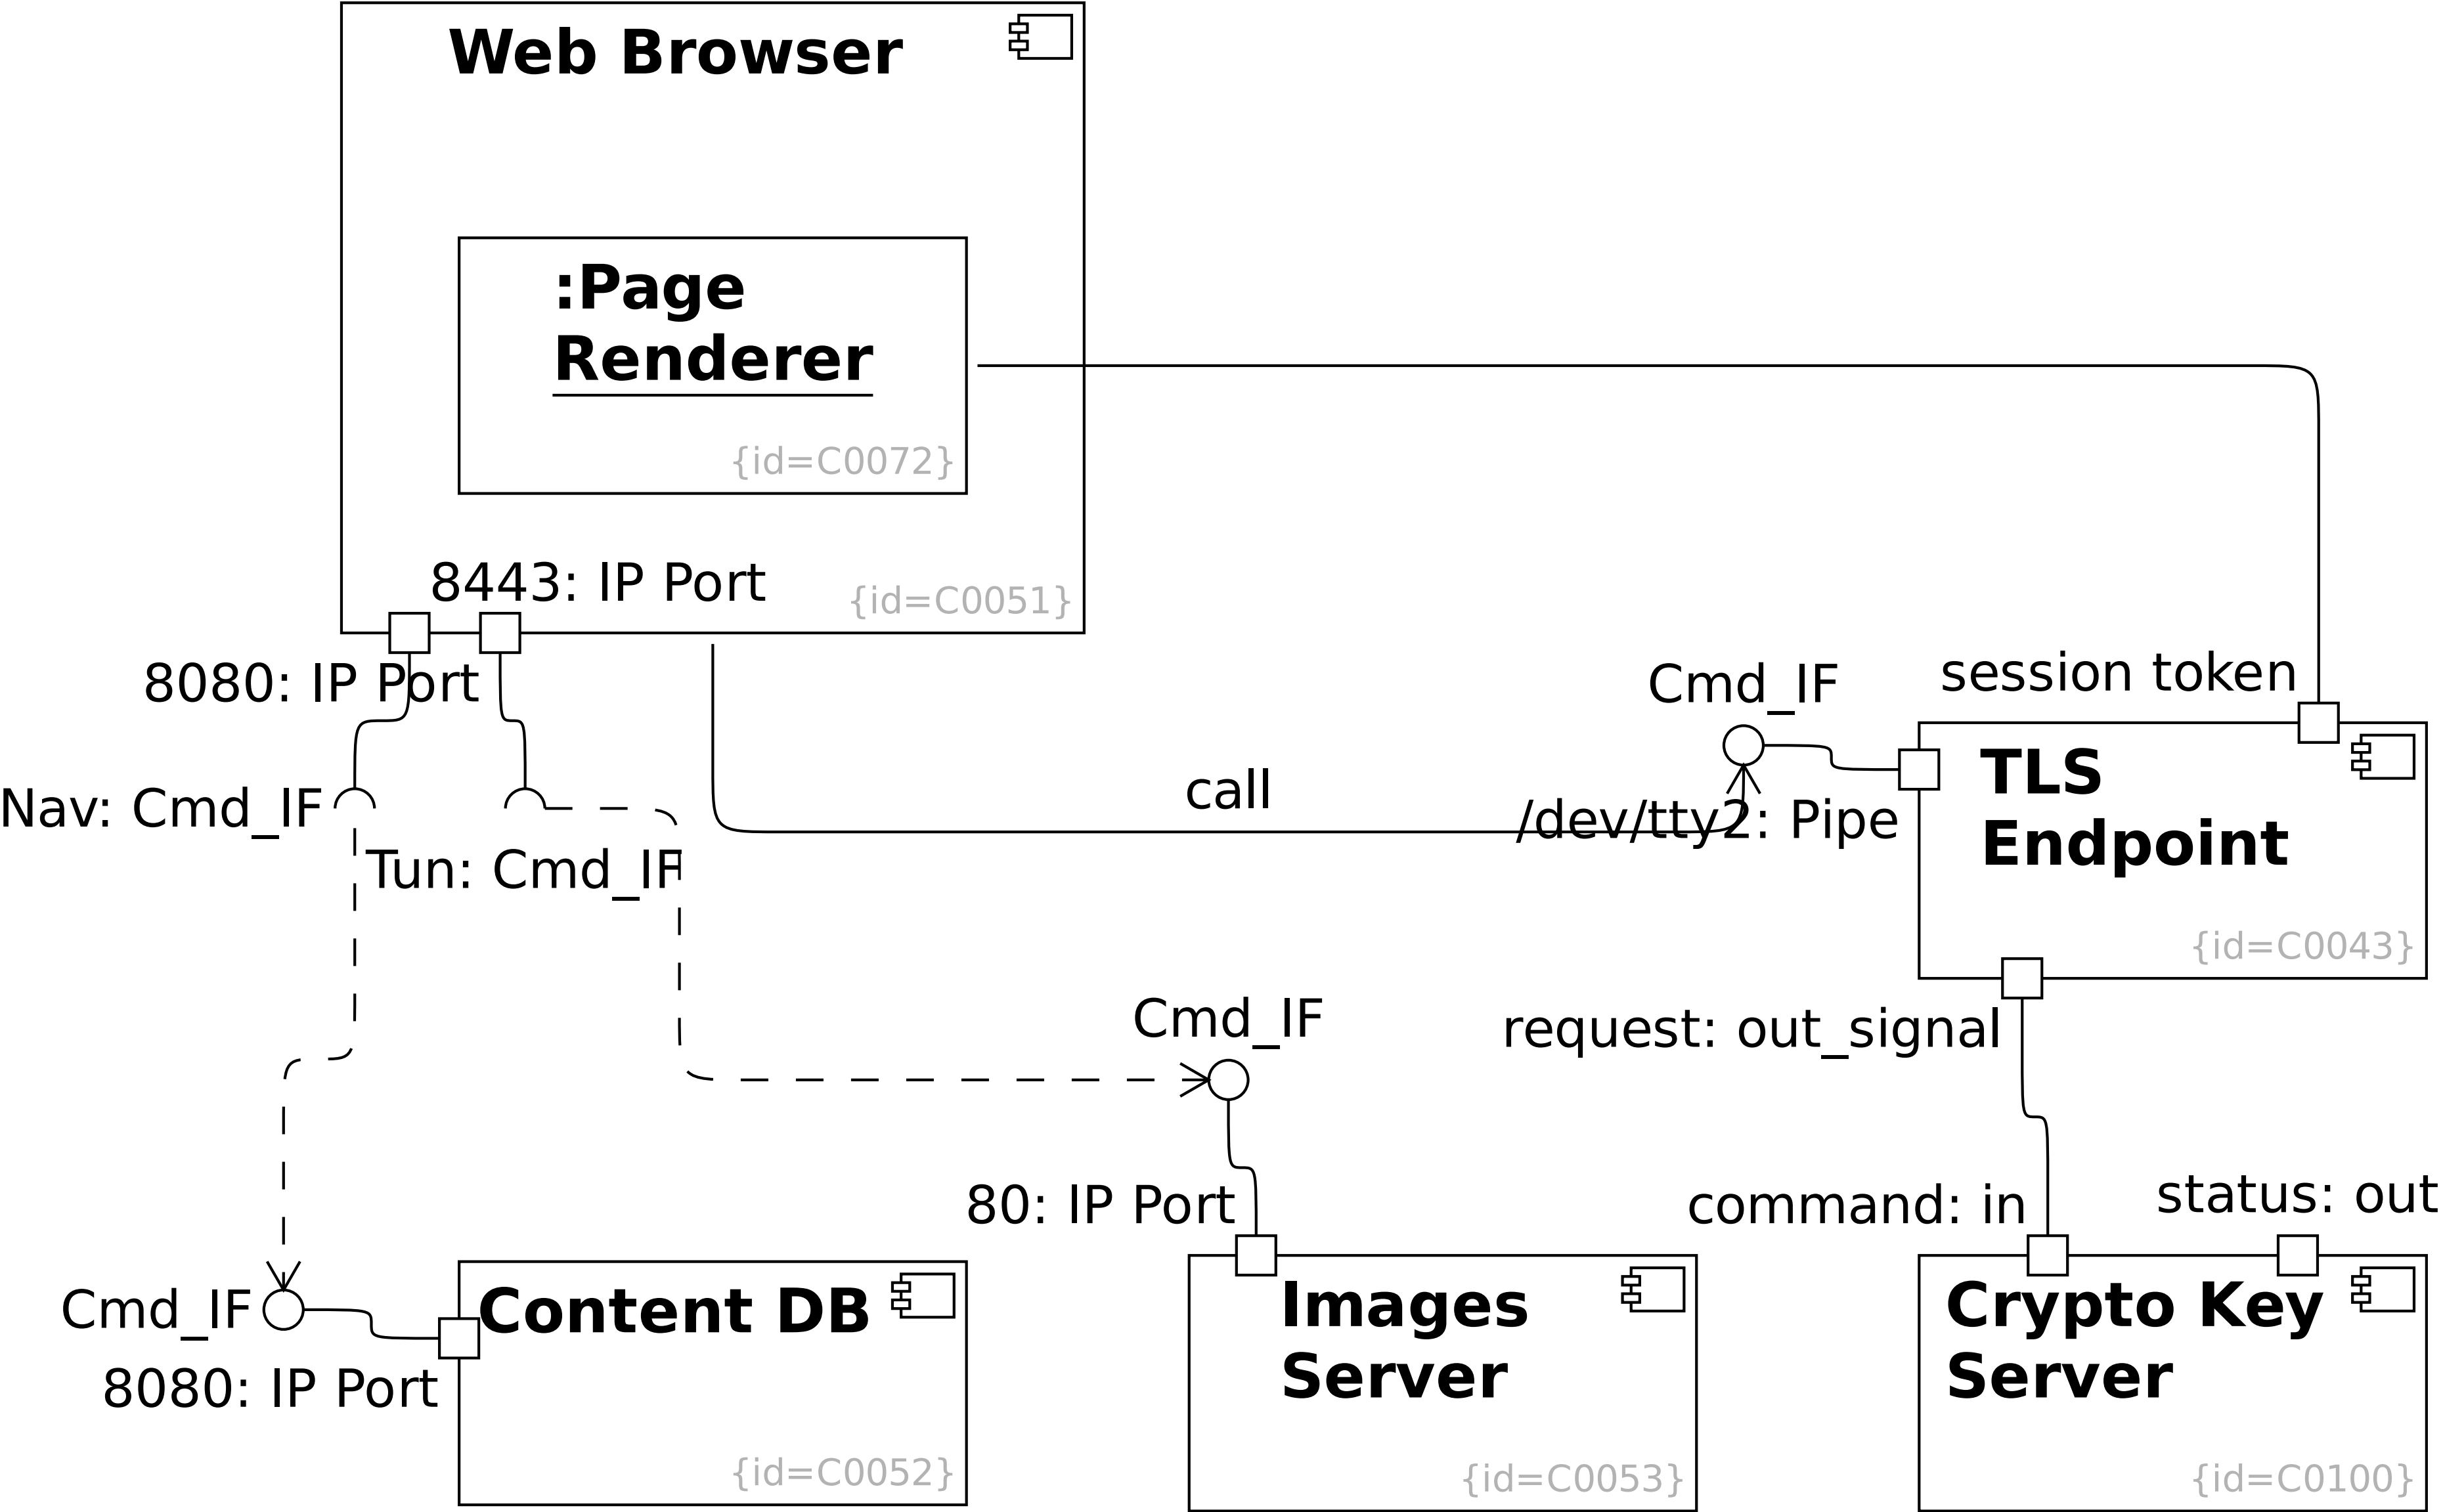 Web Browser
:Page
Renderer
{id=C0072}
8443: IP Port
{id=C0051}
8080: IP Port
Cmd_IF
session token
Nav: Cmd_IF
call
/dev/tty2: Pipe
TLS
Endpoint
Tun: Cmd_IF
{id=C0043}
Cmd_IF
request: out_signal
80: IP Port
command: in
status: out
Cmd_IF
Content DB
8080: IP Port
{id=C0052}
Images
Server
{id=C0053}
Crypto Key
Server
{id=C0100}